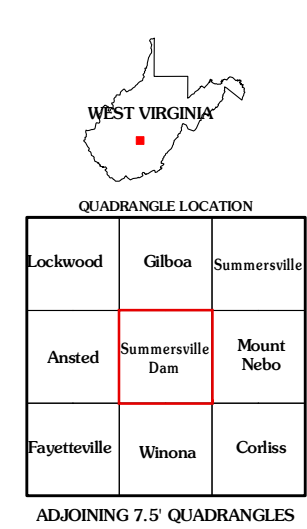 WEST VIRGINIA
QUADRANGLE LOCATION
Lockwood
Gilboa
Summersville
Ansted
Summersville
Dam
Mount
Nebo
Fayetteville
Winona
Corliss
ADJOINING 7.5' QUADRANGLES